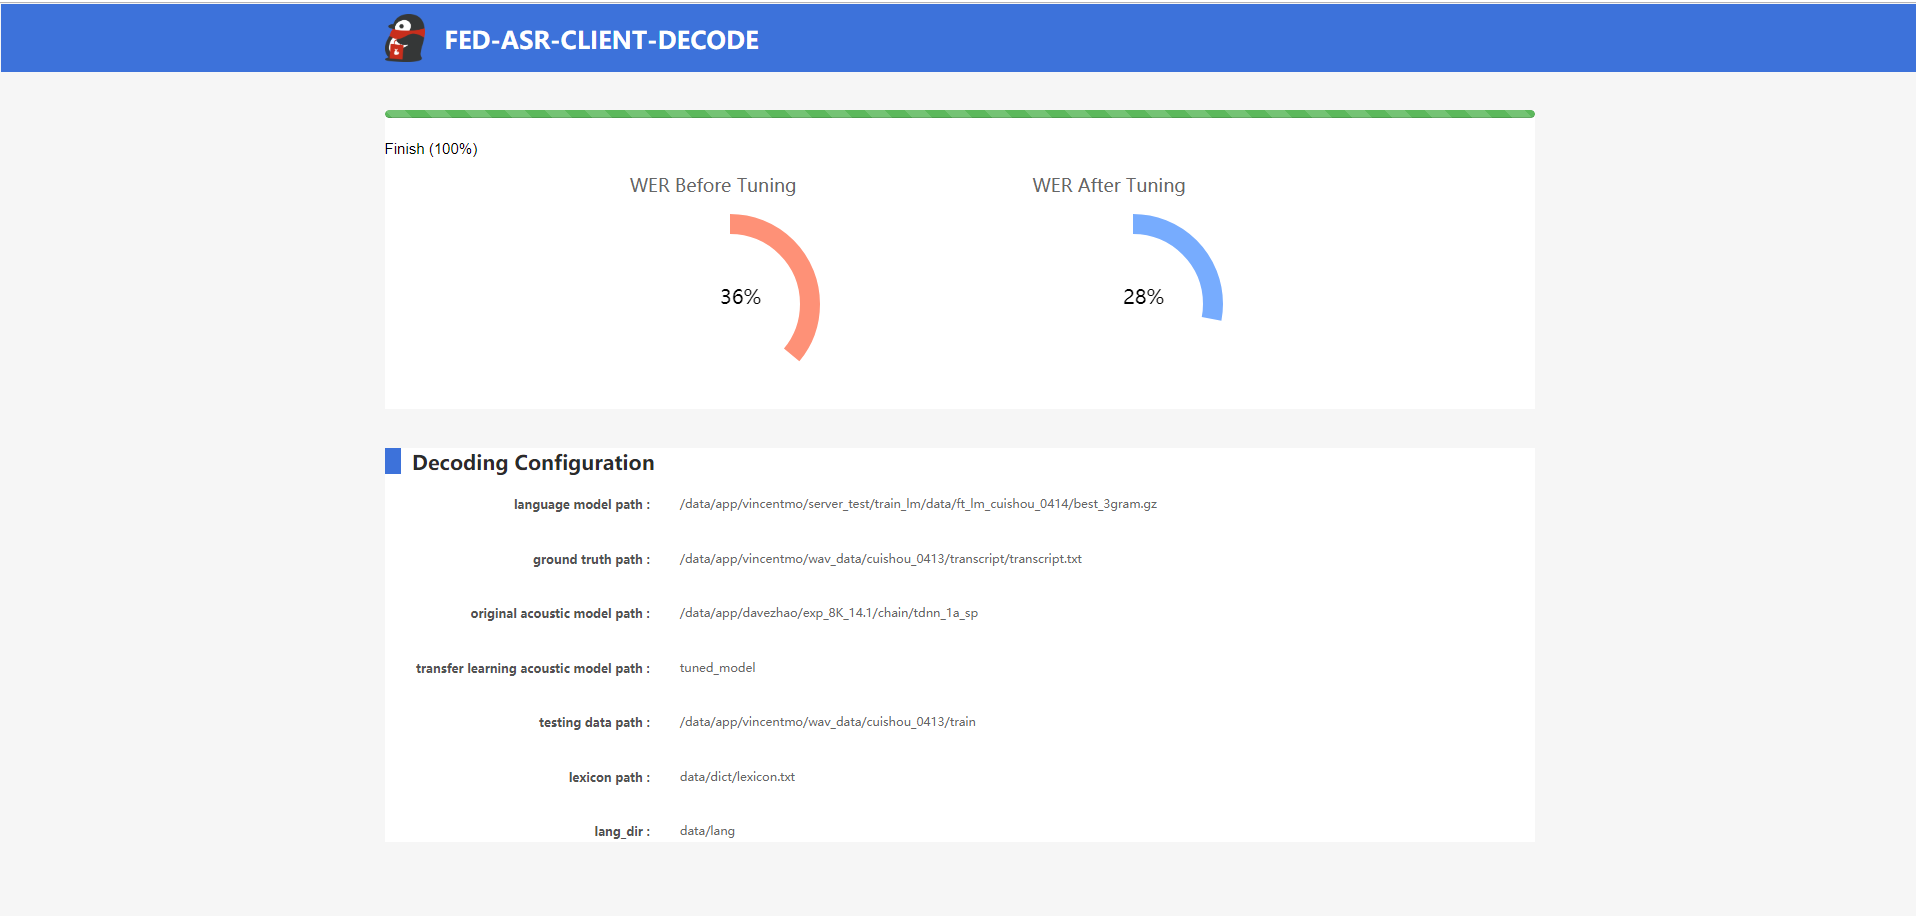 FED-ASR-CLIENT-DECODE
Finish (100%)
WER Before Tuning
WER After Tuning
36%
28%
Decoding Configuration
language model path : /data/app/vincentmo/server_test/train_lm/data/ft_lm_cuishou_0414/best_3gram.gz
ground truth path : /data/app/vincentmo/wav_data/cuishou_0413/transcript/transcript.txt
original acoustic model path : /data/app/davezhao/exp_8K_14.1/chain/tdnn_1a_sp
transfer learning acoustic model path : tuned_model
testing data path : /data/app/vincentmo/wav_data/cuishou_0413/train
lexicon path : data/dict/lexicon.txt
lang_dir : data/lang